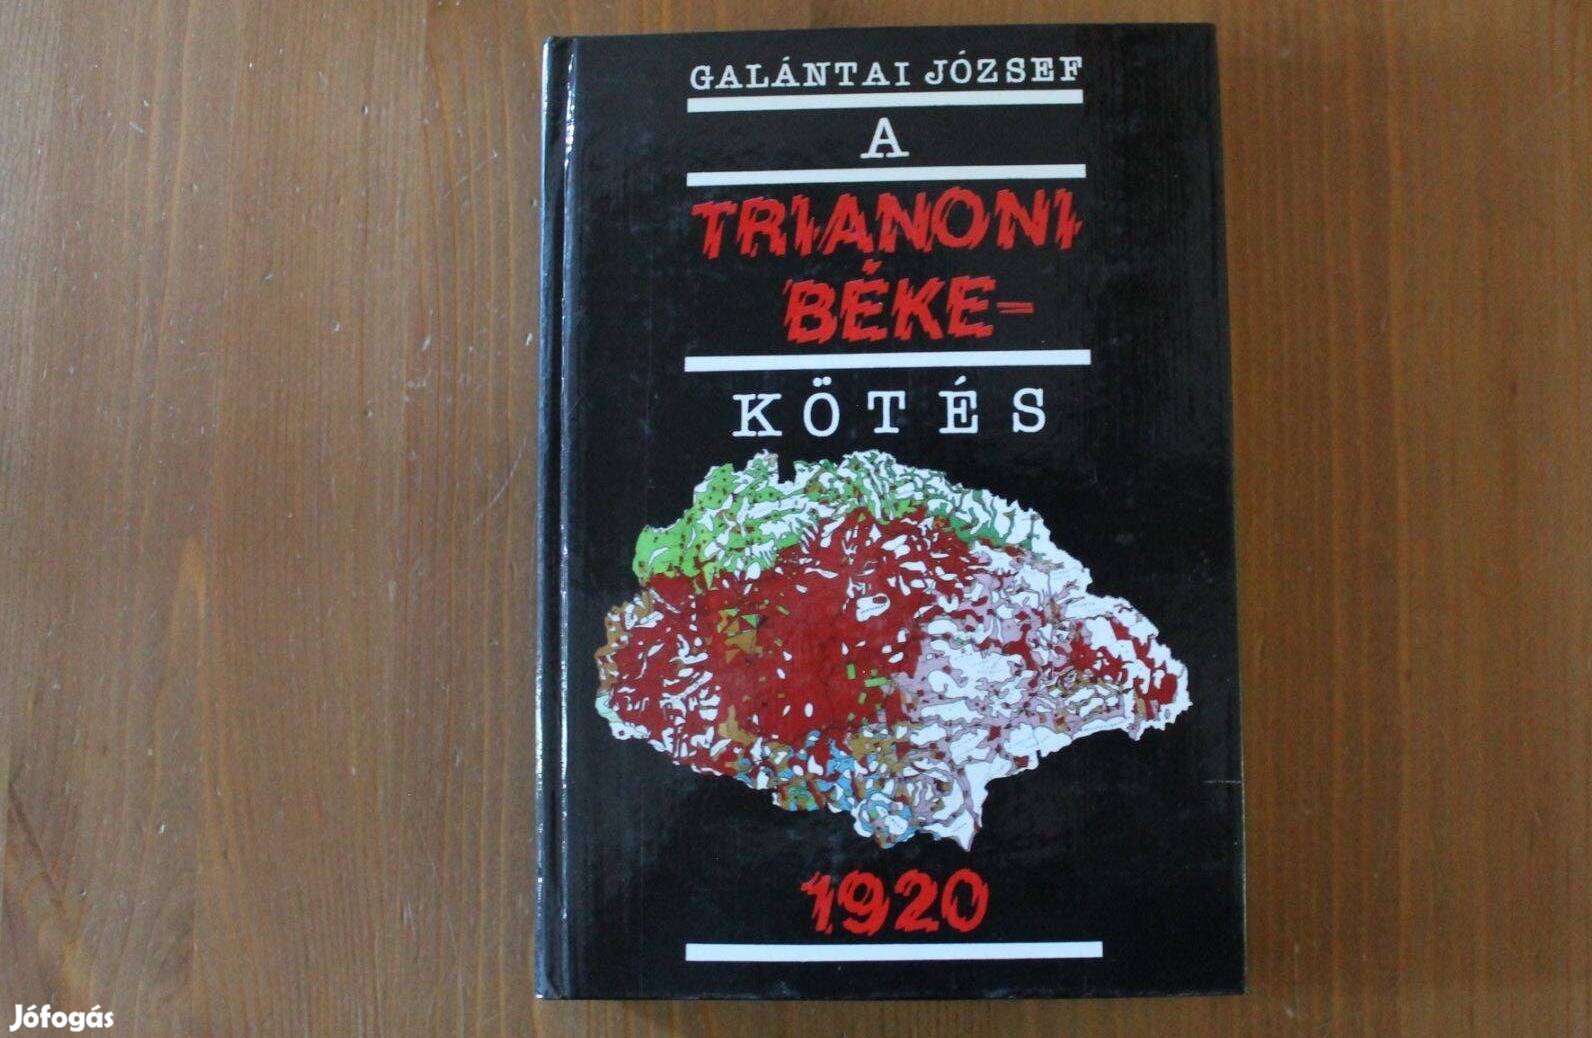 GALÁNTAI JÓZSEF
A
TRIANONI
BÉKE-
KÖTÉS
1920
Jófogás